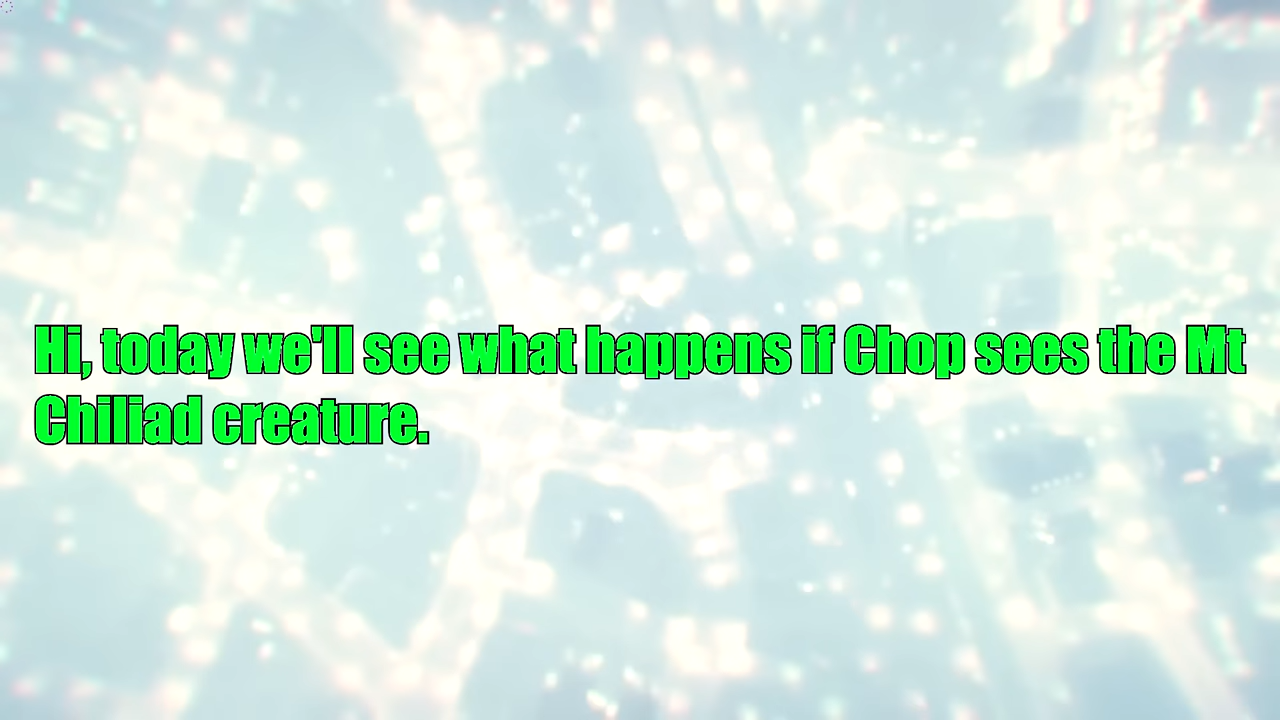 Hi, today we'll see what happens if Chop sees the Mt
Chiliad creature.